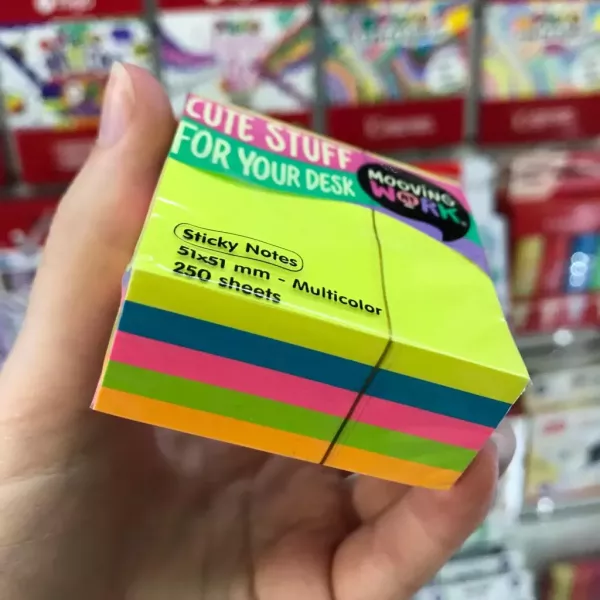 CUTE STUFF
FOR YOUR DESK
MOOVING
WORK.
Sticky Notes
51x51 mm - Multicolor
250 sheets